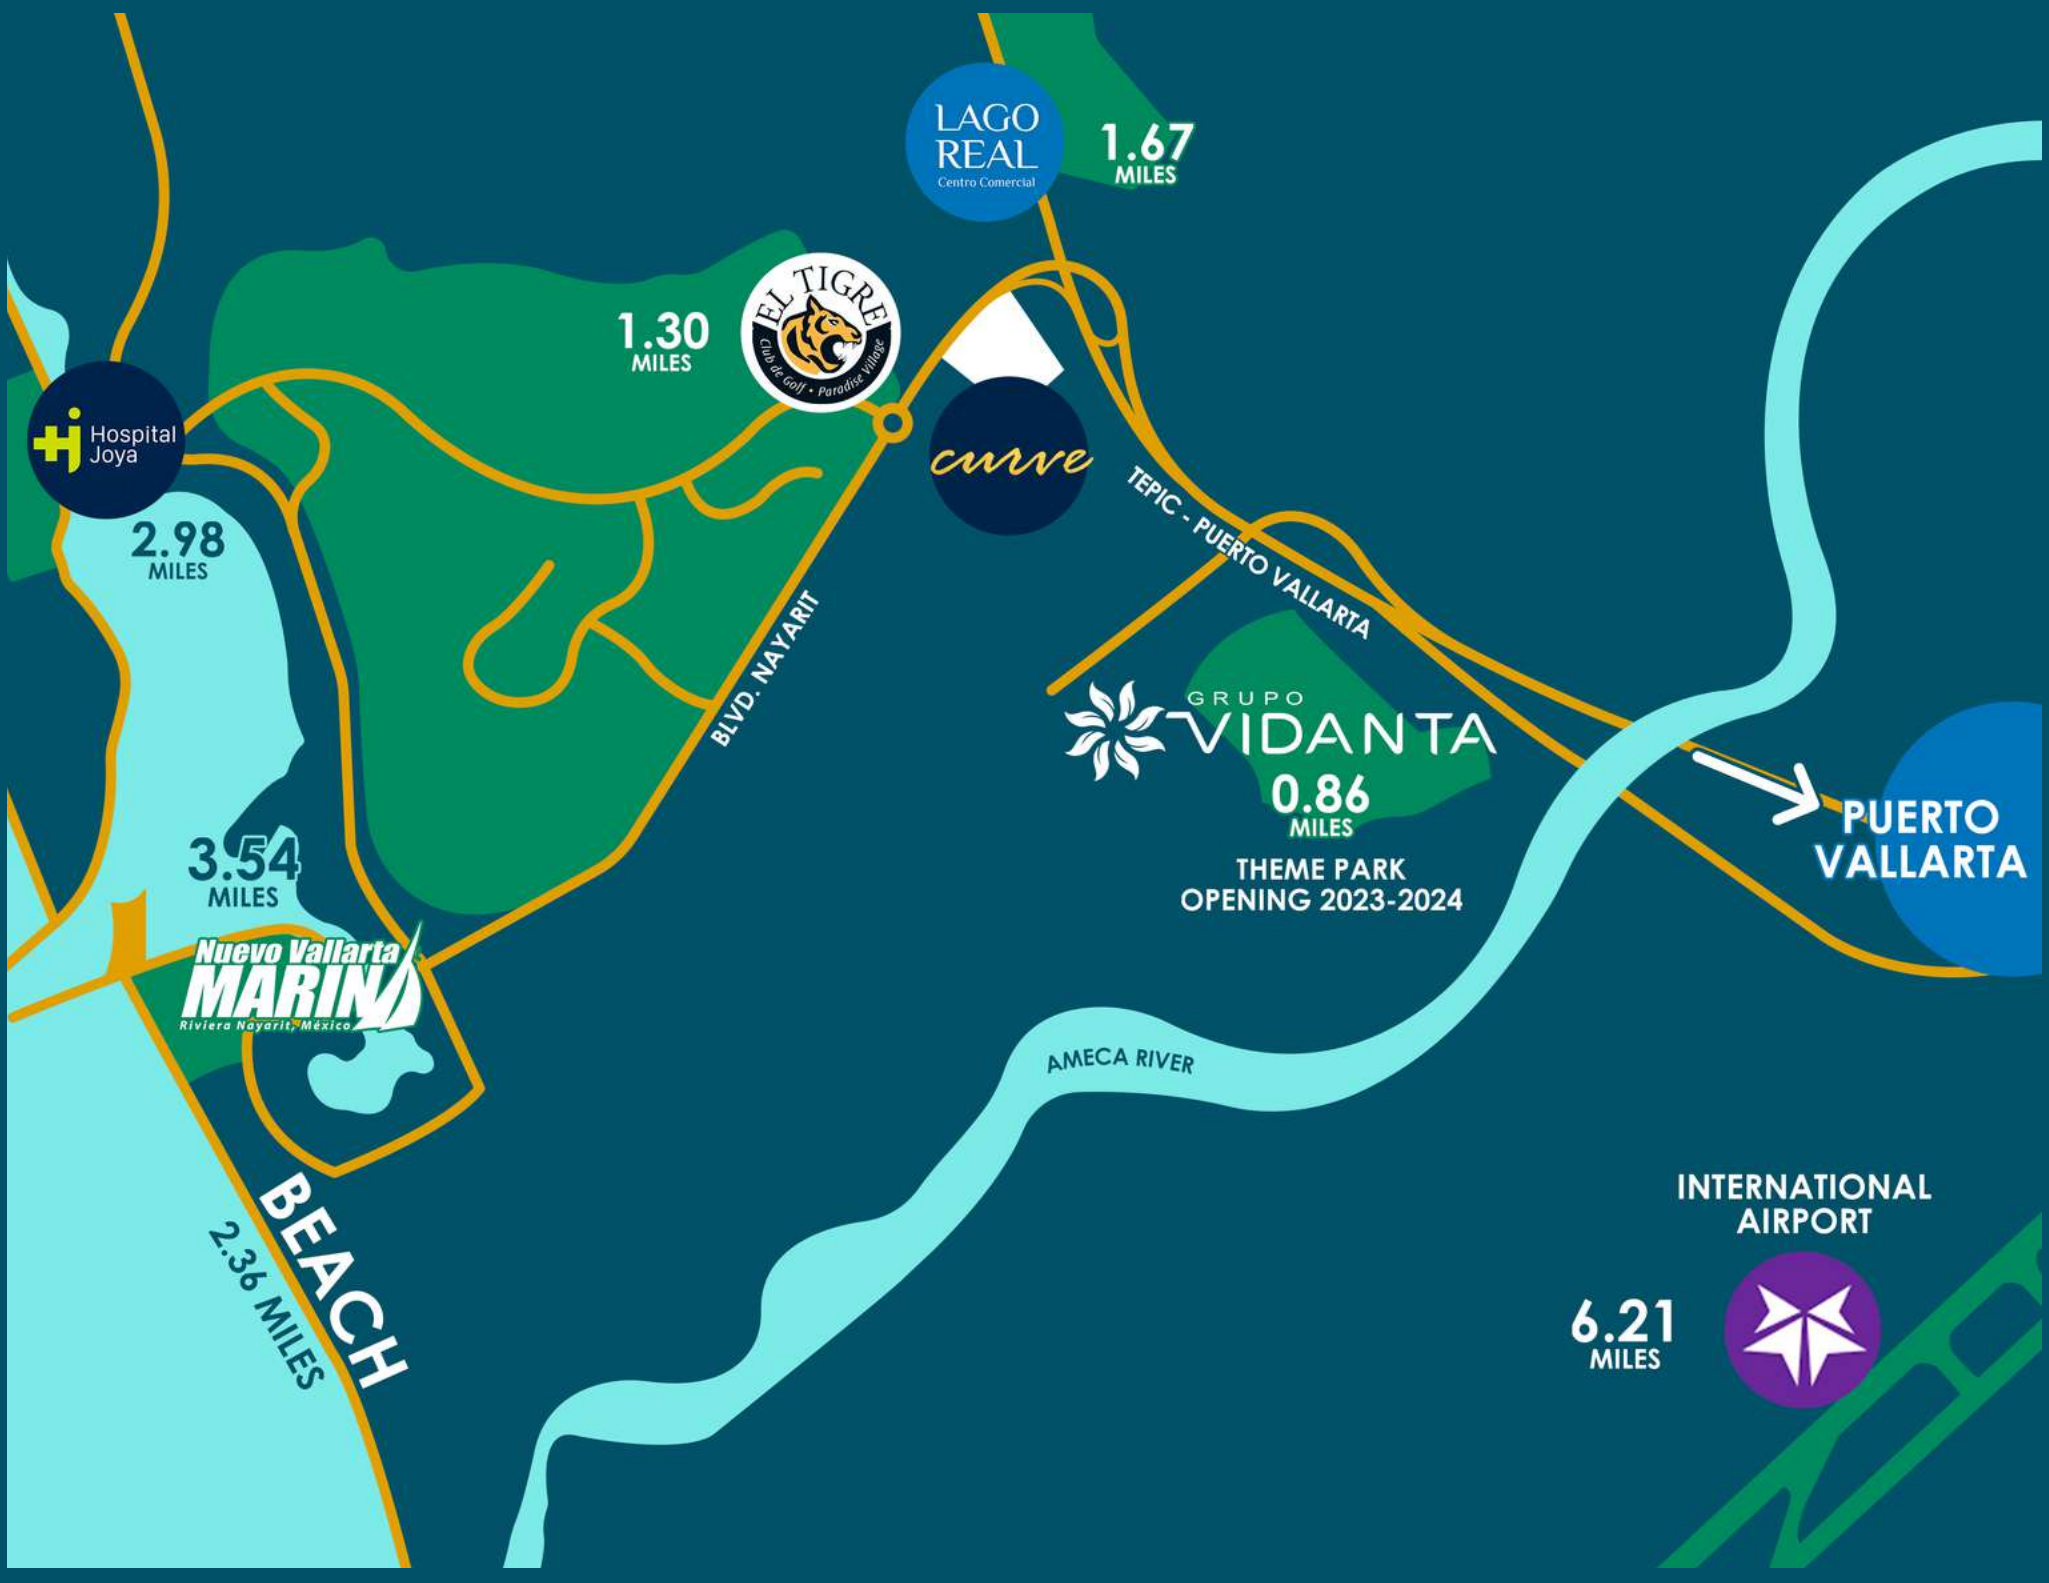 LAGO
REAL
Centro Comercial
1.67
MILES
EL TIGRE
Club de Golf • Paradise Village
1.30
MILES
Hospital
Joya
2.98
MILES
curve
TEPIC - PUERTO VALLARTA
BLVD. NAYARIT
GRUPO
VIDANTA
0.86
MILES
THEME PARK
OPENING 2023-2024
PUERTO
VALLARTA
3.54
MILES
Nuevo Vallarta
MARINA
Riviera Nayarit, México
AMECA RIVER
BEACH
2.36 MILES
INTERNATIONAL
AIRPORT
6.21
MILES